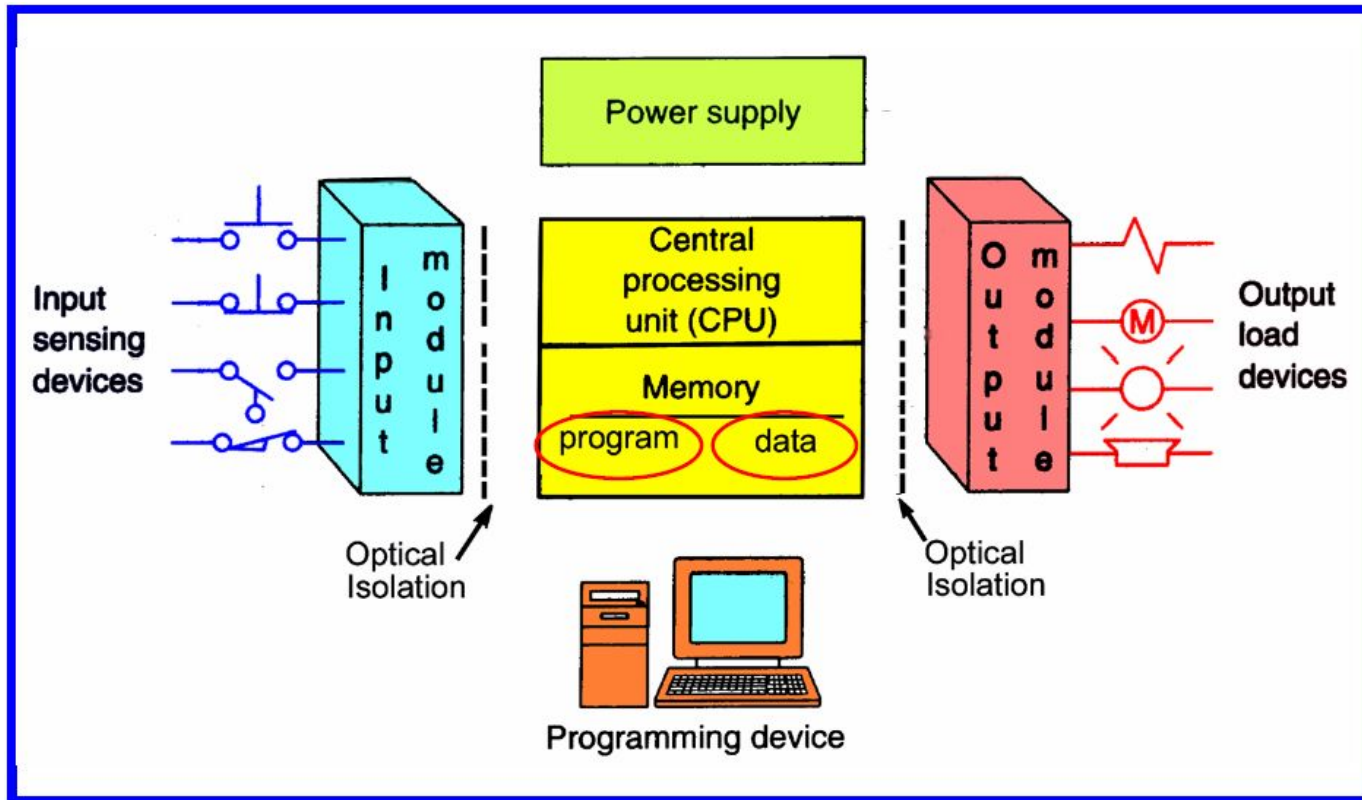 Power supply
Input
sensing
devices
Input
module
Central
processing
unit (CPU)
Memory
program
data
Output
module
M
Output
load
devices
Optical
Isolation
Optical
Isolation
Programming device